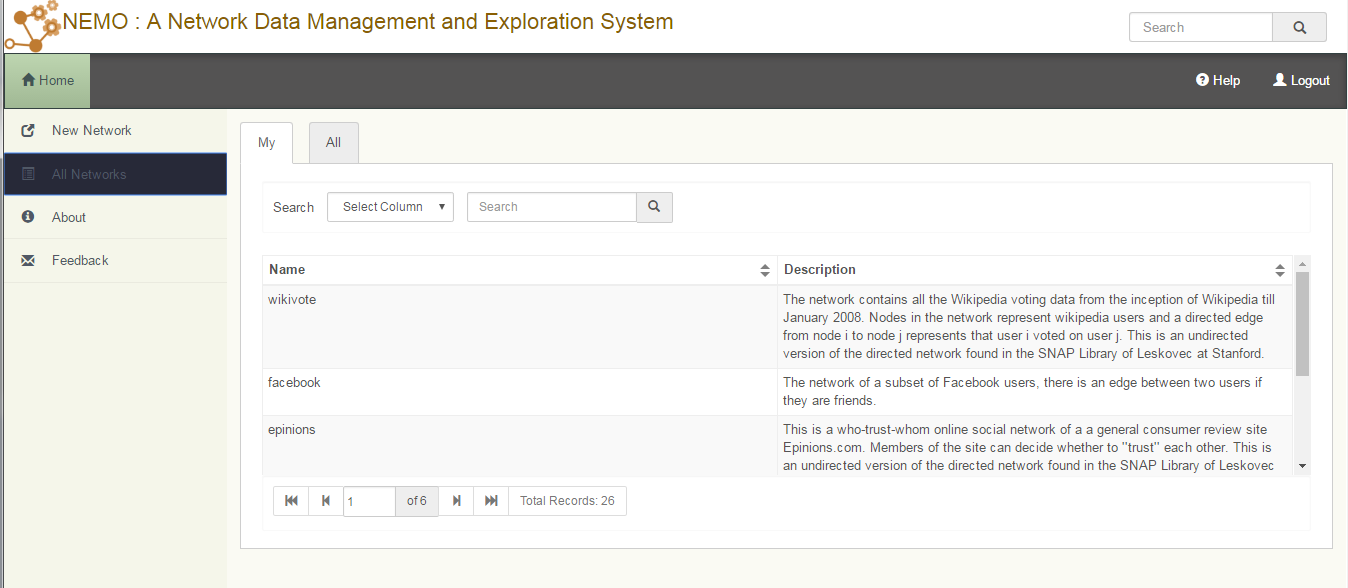 NEMO : A Network Data Management and Exploration System
Search
Home
Help
Logout
New Network
All Networks
About
Feedback
My
All
Search
Select Column
Search
Name
Description
wikivote
The network contains all the Wikipedia voting data from the inception of Wikipedia till
January 2008. Nodes in the network represent wikipedia users and a directed edge
from node i to node j represents that user i voted on user j. This is an undirected
version of the directed network found in the SNAP Library of Leskovec at Stanford.
facebook
The network of a subset of Facebook users, there is an edge between two users if
they are friends.
epinions
This is a who-trust-whom online social network of a a general consumer review site
Epinions.com. Members of the site can decide whether to "trust" each other. This is
an undirected version of the directed network found in the SNAP Library of Leskovec
1
of 6
Total Records: 26